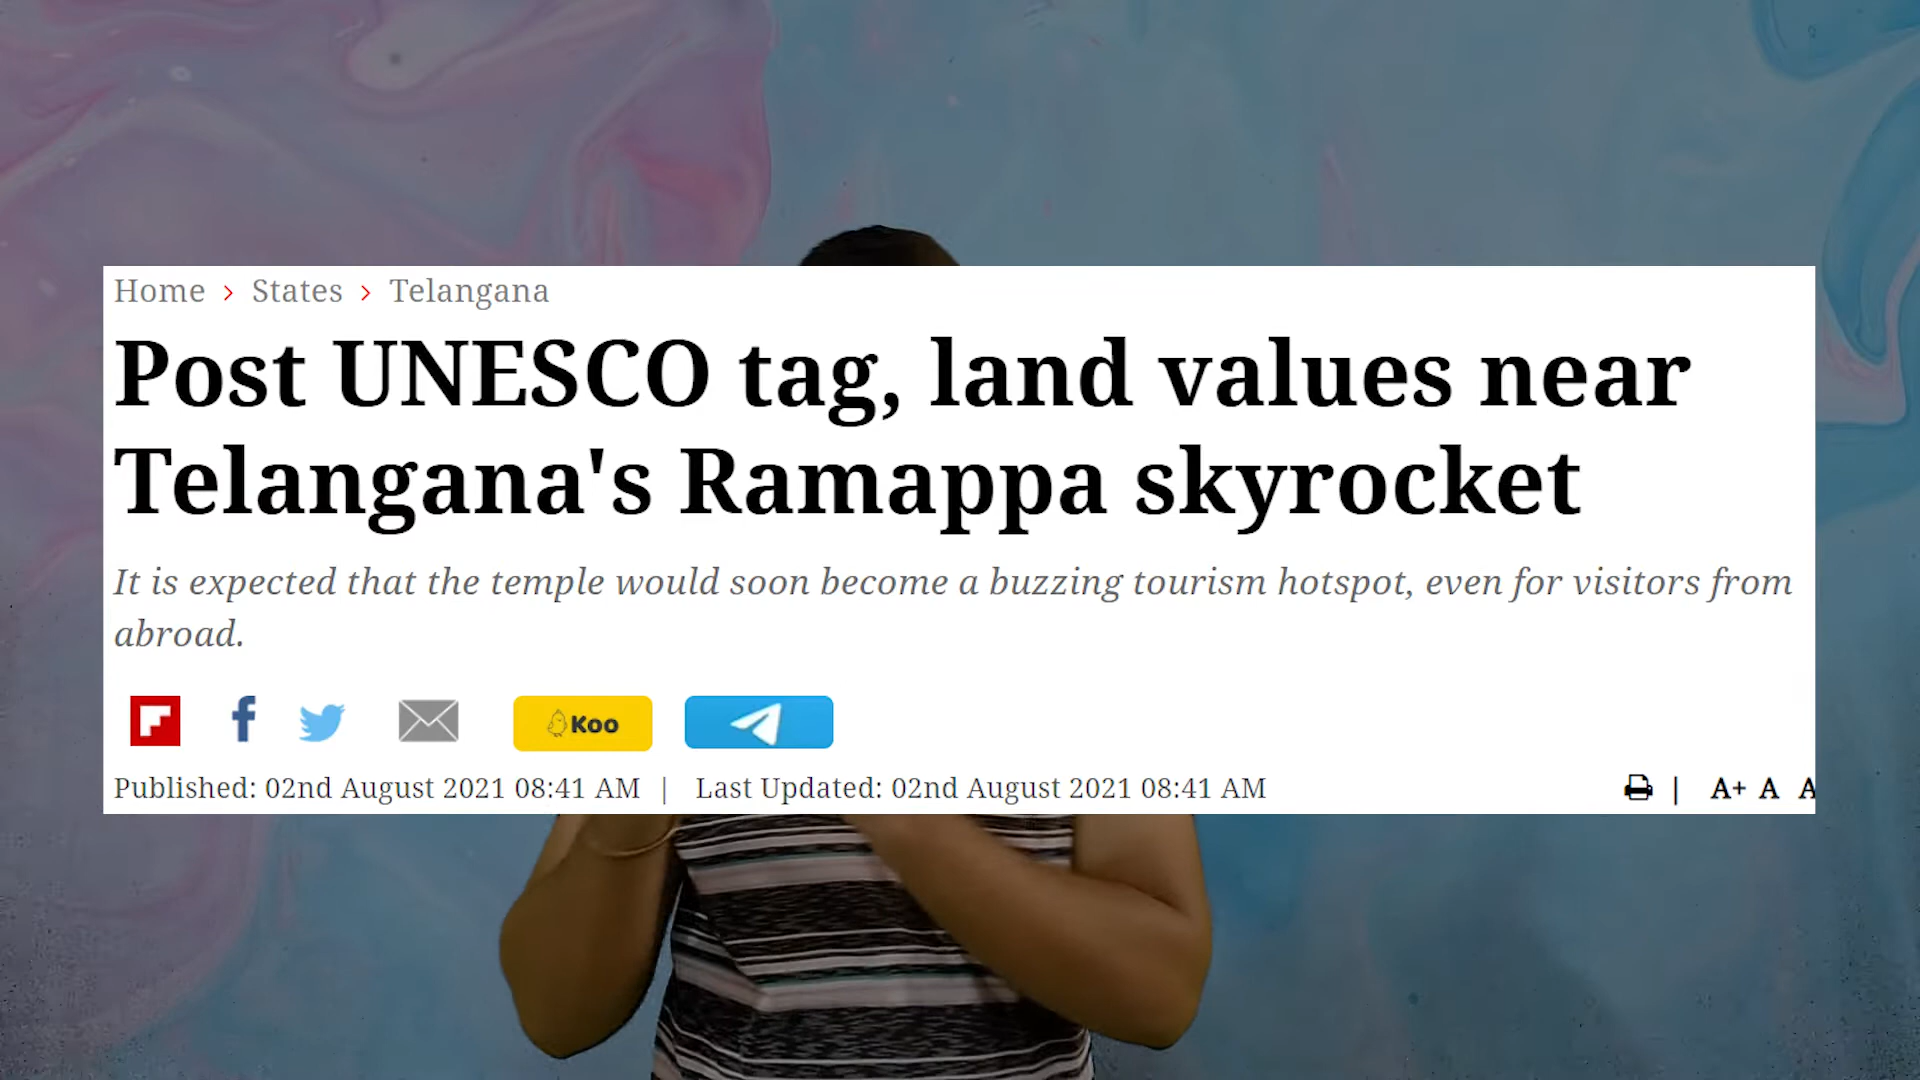 Home > States > Telangana
Post UNESCO tag, land values near
Telangana's Ramappa skyrocket
It is expected that the temple would soon become a buzzing tourism hotspot, even for visitors from
abroad.
Koo
Published: 02nd August 2021 08:41 AM | Last Updated: 02nd August 2021 08:41 AM | A+ A A